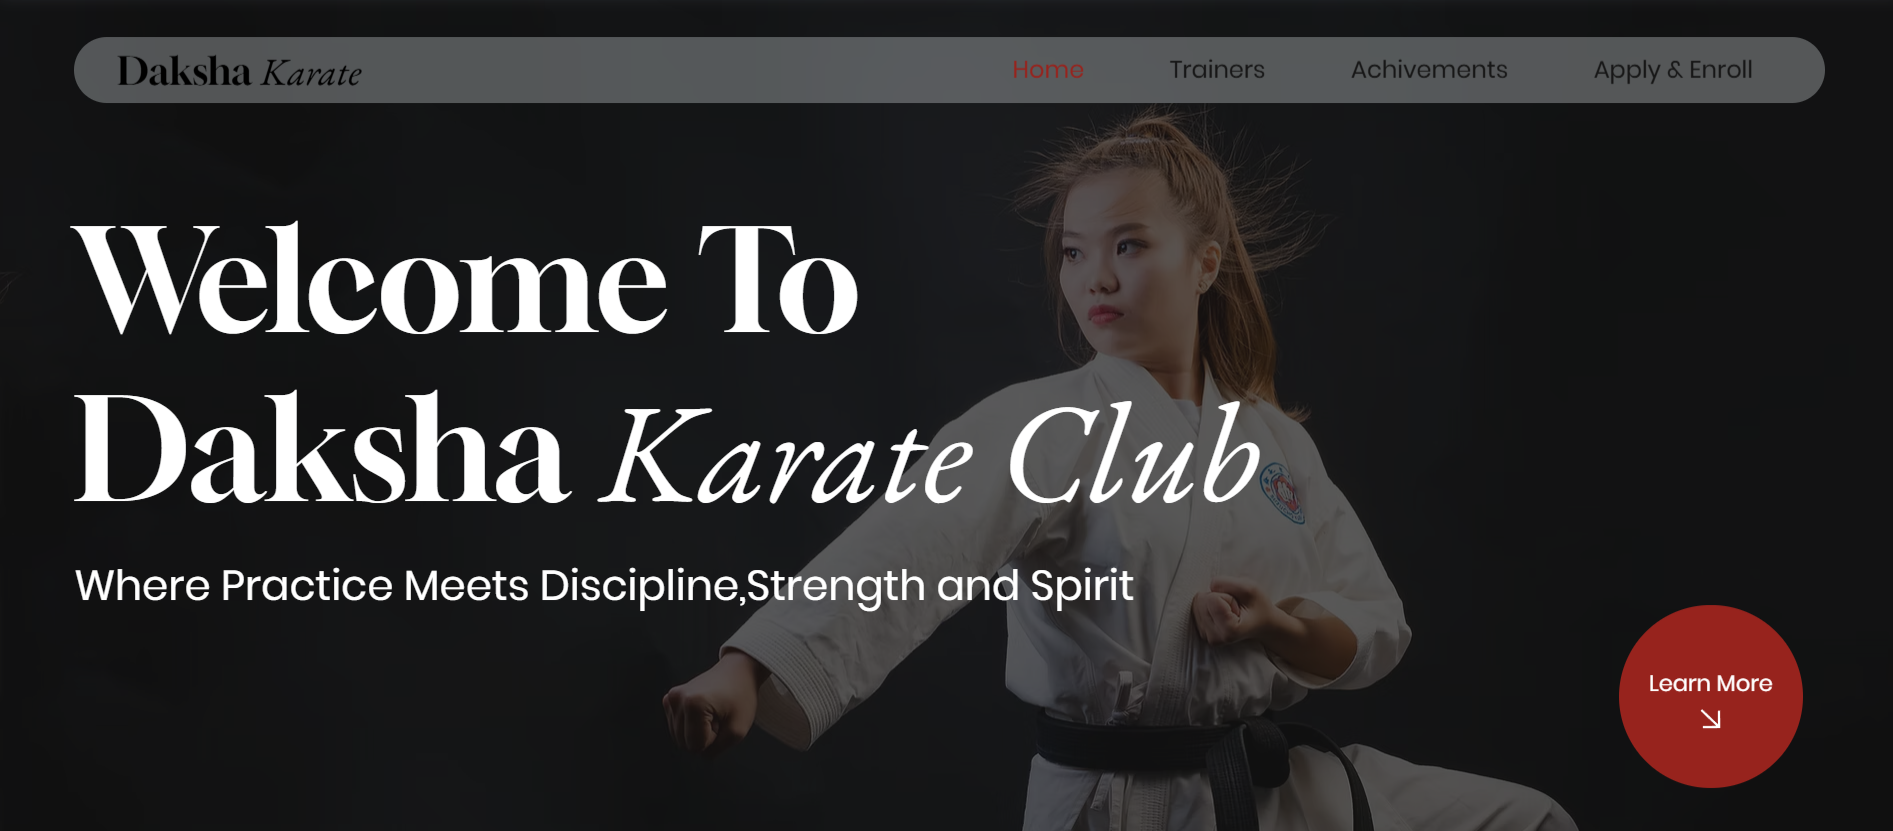 Daksha Karate
Home
Trainers
Achivements
Apply & Enroll
Welcome To
Daksha Karate Club
Where Practice Meets Discipline,Strength and Spirit
Learn More